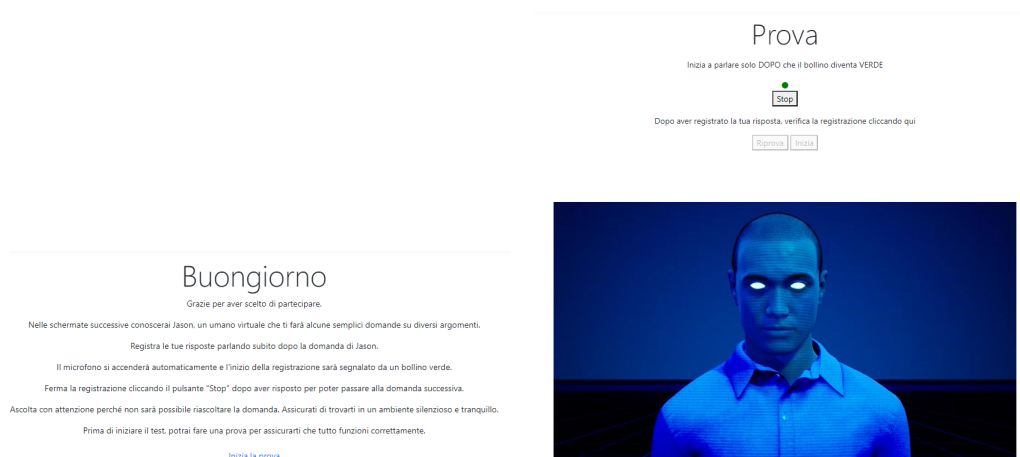 Buongiorno
Grazie per aver scelto di partecipare.
Nelle schermate successive conoscerai Jason, un umano virtuale che ti farà alcune semplici domande su diversi argomenti.
Registra le tue risposte parlando subito dopo la domanda di Jason.
Il microfono si accenderà automaticamente e l'inizio della registrazione sarà segnalato da un bollino verde.
Ferma la registrazione cliccando il pulsante "Stop" dopo aver risposto per poter passare alla domanda successiva.
Ascolta con attenzione perché non sarà possibile riascoltare la domanda. Assicurati di trovarti in un ambiente silenzioso e tranquillo.
Prima di iniziare il test, potrai fare una prova per assicurarti che tutto funzioni correttamente.
Inizia la prova
Prova
Inizia a parlare solo DOPO che il bollino diventa VERDE
Stop
Dopo aver registrato la tua risposta, verifica la registrazione cliccando qui
Riprova Inizia